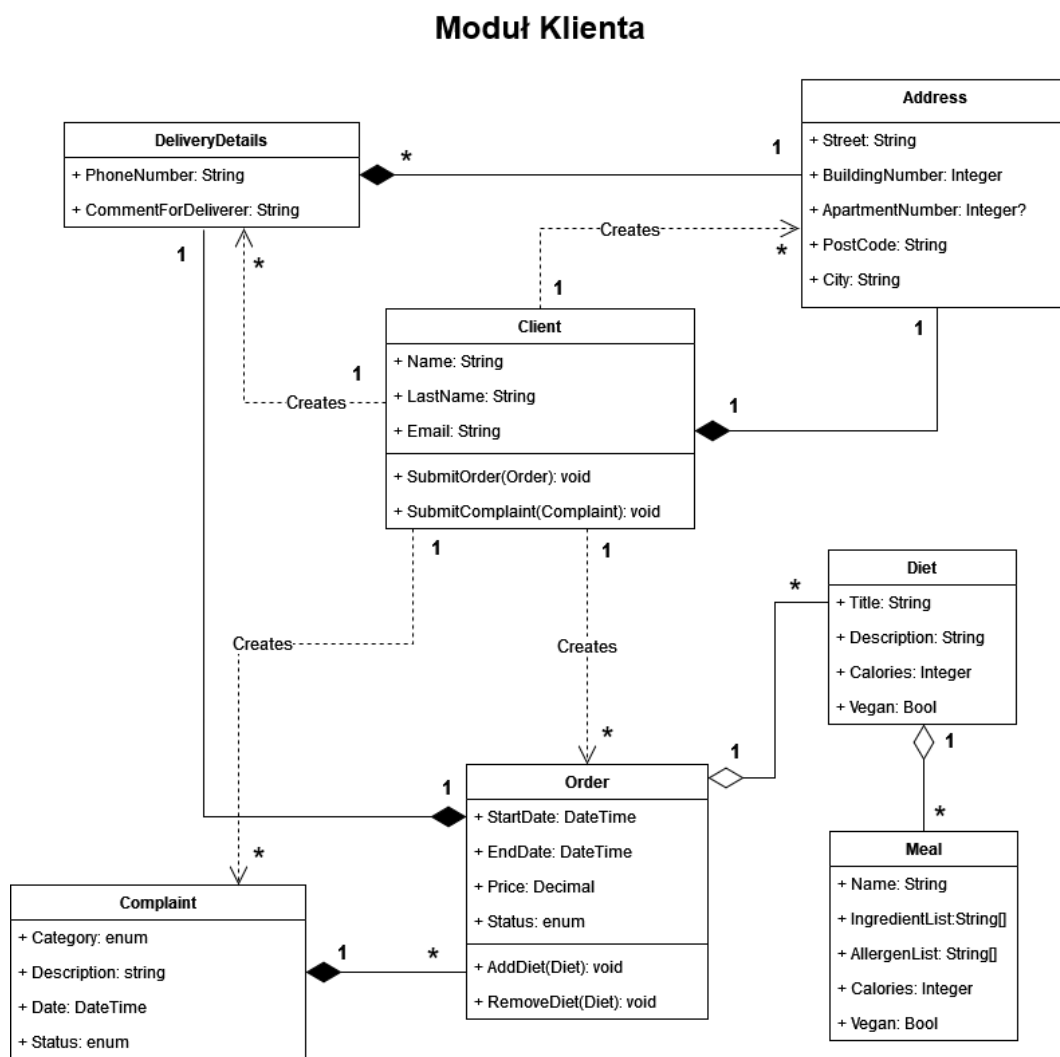 Moduł Klienta
Address
+ Street: String
+ BuildingNumber: Integer
+ ApartmentNumber: Integer?
+ PostCode: String
+ City: String
DeliveryDetails
+ PhoneNumber: String
+ CommentForDeliverer: String
*
1
1
*
Creates
*
1
1
Client
+ Name: String
+ LastName: String
+ Email: String
+ SubmitOrder(Order): void
+ SubmitComplaint(Complaint): void
1
Creates
1
1
1
Creates
Creates
*
*
Diet
+ Title: String
+ Description: String
+ Calories: Integer
+ Vegan: Bool
*
1
1
*
Order
+ StartDate: DateTime
+ EndDate: DateTime
+ Price: Decimal
+ Status: enum
+ AddDiet(Diet): void
+ RemoveDiet(Diet): void
1
1
*
Meal
+ Name: String
+ IngredientList:String[]
+ AllergenList: String[]
+ Calories: Integer
+ Vegan: Bool
Complaint
+ Category: enum
+ Description: string
+ Date: DateTime
+ Status: enum